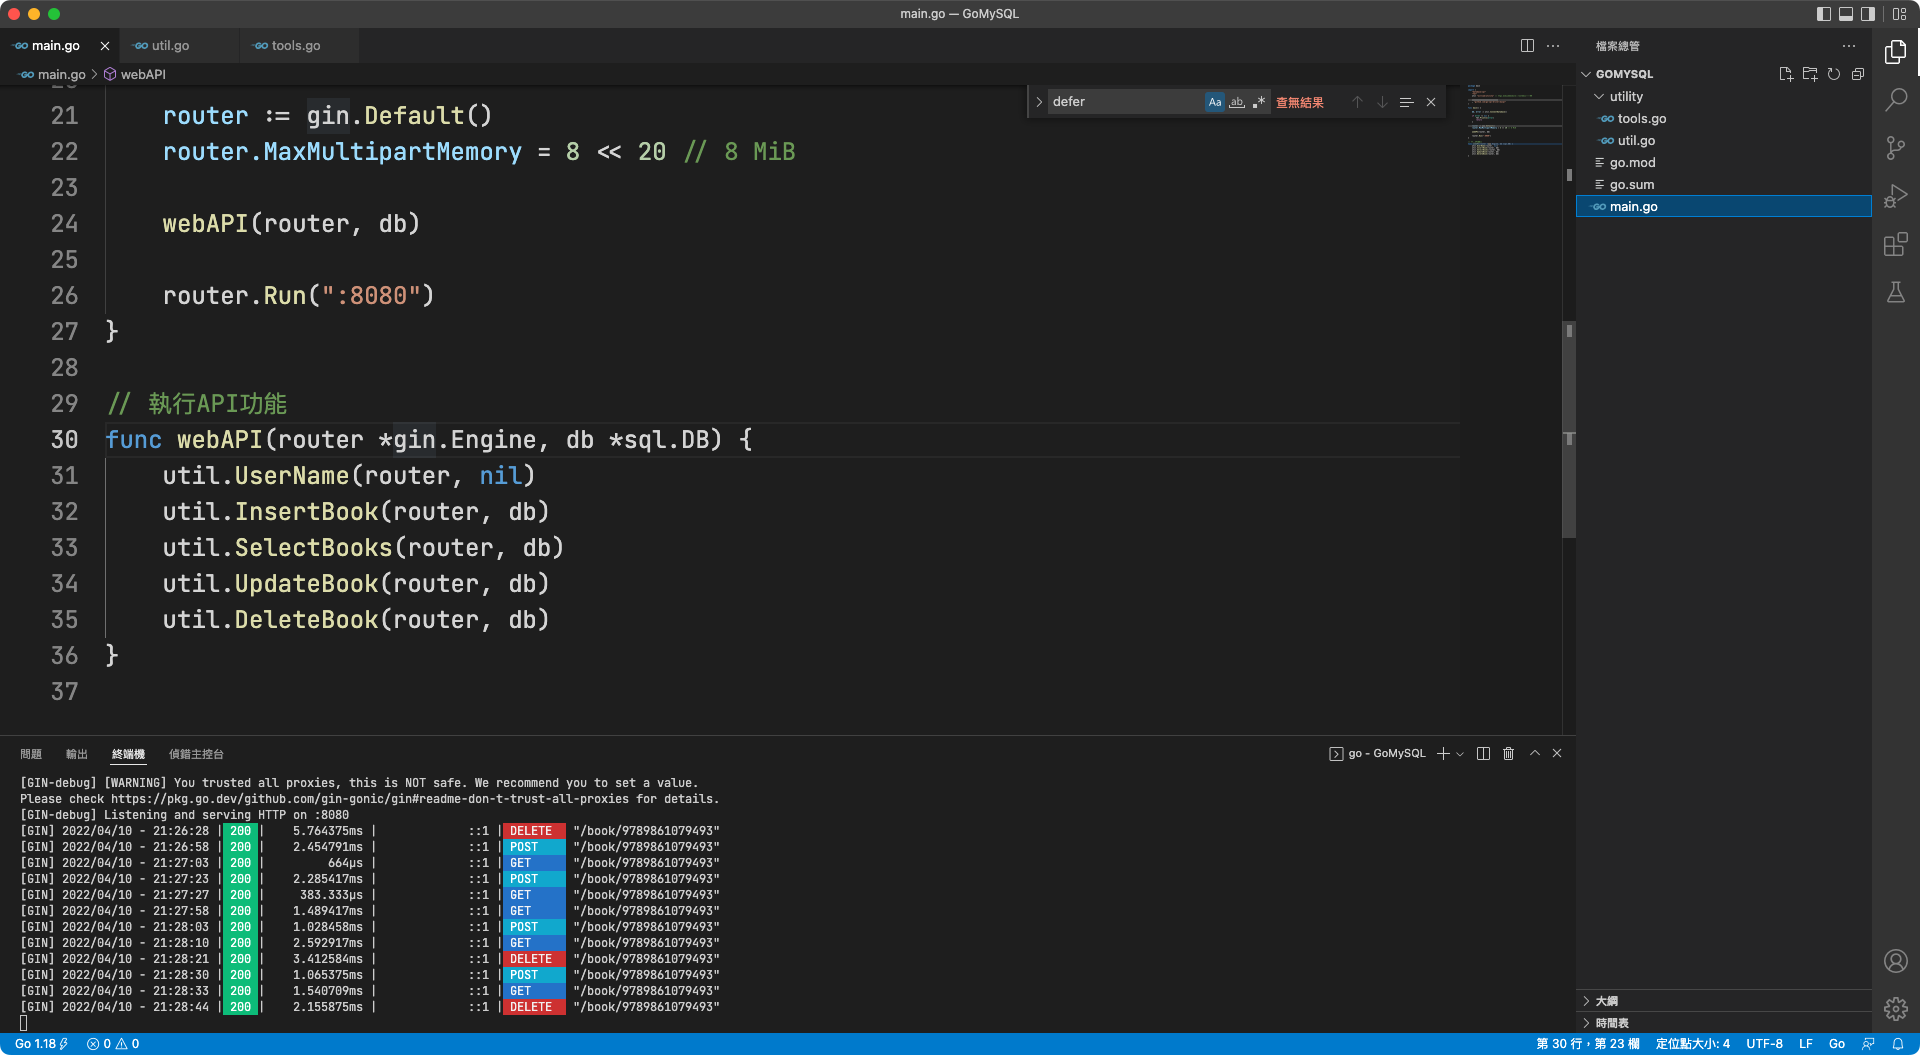 main.go — GoMySQL
main.go
util.go
tools.go
main.go > webAPI
defer
Aa
ab
.*
查無結果
21 router := gin.Default()
22 router.MaxMultipartMemory = 8 << 20 // 8 MiB
23
24 webAPI(router, db)
25
26 router.Run(":8080")
27 }
28
29 // 執行API功能
30 func webAPI(router *gin.Engine, db *sql.DB) {
31 util.UserName(router, nil)
32 util.InsertBook(router, db)
33 util.SelectBooks(router, db)
34 util.UpdateBook(router, db)
35 util.DeleteBook(router, db)
36 }
37
檔案總管
GOMYSQL
utility
tools.go
util.go
go.mod
go.sum
main.go
大綱
時間表
問題 輸出 終端機 偵錯主控台
go - GoMySQL
[GIN-debug] [WARNING] You trusted all proxies, this is NOT safe. We recommend you to set a value.
Please check https://pkg.go.dev/github.com/gin-gonic/gin#readme-don-t-trust-all-proxies for details.
[GIN-debug] Listening and serving HTTP on :8080
[GIN] 2022/04/10 - 21:26:28 | 200 | 5.764375ms | ::1 | DELETE "/book/9789861079493"
[GIN] 2022/04/10 - 21:26:58 | 200 | 2.454791ms | ::1 | POST "/book/9789861079493"
[GIN] 2022/04/10 - 21:27:03 | 200 | 664µs | ::1 | GET "/book/9789861079493"
[GIN] 2022/04/10 - 21:27:23 | 200 | 2.285417ms | ::1 | POST "/book/9789861079493"
[GIN] 2022/04/10 - 21:27:27 | 200 | 383.333µs | ::1 | GET "/book/9789861079493"
[GIN] 2022/04/10 - 21:27:58 | 200 | 1.489417ms | ::1 | GET "/book/9789861079493"
[GIN] 2022/04/10 - 21:28:03 | 200 | 1.028458ms | ::1 | POST "/book/9789861079493"
[GIN] 2022/04/10 - 21:28:10 | 200 | 2.592917ms | ::1 | GET "/book/9789861079493"
[GIN] 2022/04/10 - 21:28:21 | 200 | 3.412584ms | ::1 | DELETE "/book/9789861079493"
[GIN] 2022/04/10 - 21:28:30 | 200 | 1.065375ms | ::1 | POST "/book/9789861079493"
[GIN] 2022/04/10 - 21:28:33 | 200 | 1.540709ms | ::1 | GET "/book/9789861079493"
[GIN] 2022/04/10 - 21:28:44 | 200 | 2.155875ms | ::1 | DELETE "/book/9789861079493"
Go 1.18 0 0 第 30 行，第 23 欄 定位點大小: 4 UTF-8 LF Go